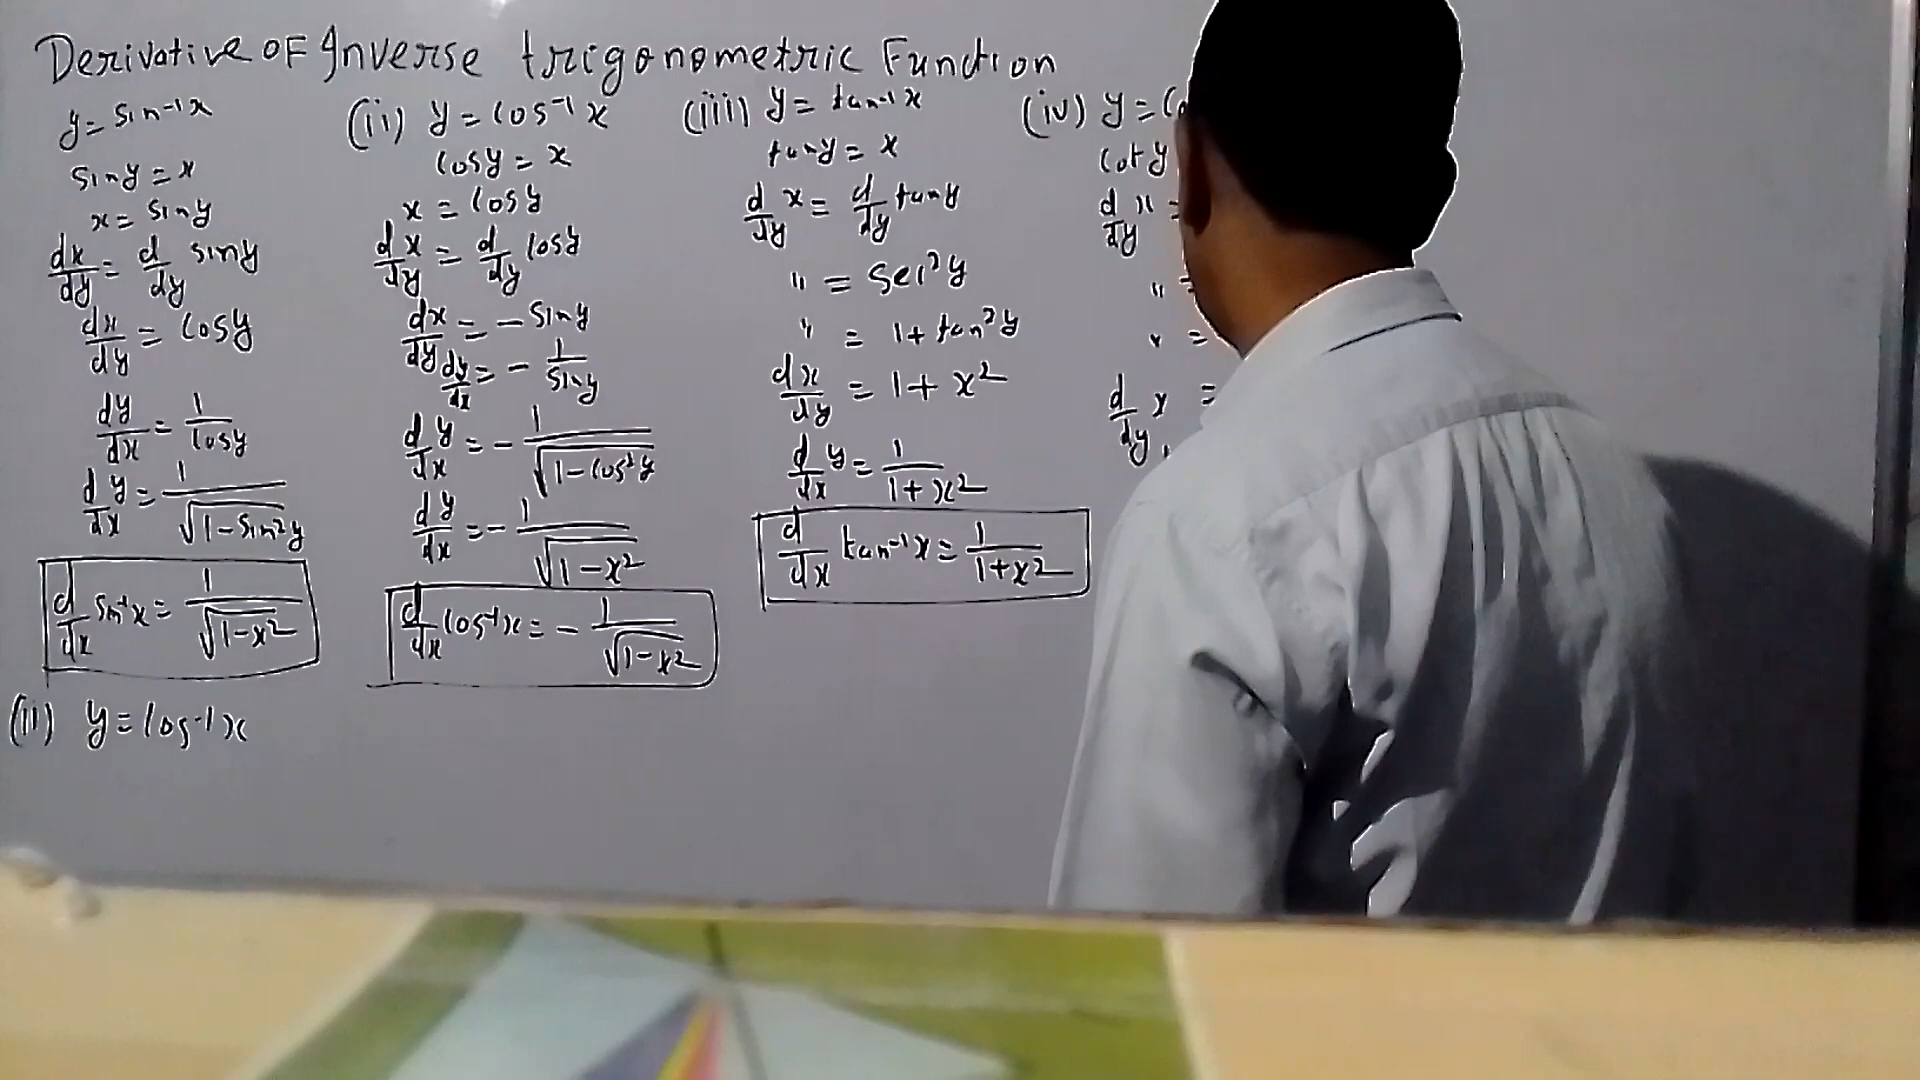 Derivative OF Inverse trigonometric Function
y = sin⁻¹x
sin y = x
x = sin y
dx/dy = d/dy sin y
dx/dy = cos y
dy/dx = 1/cos y
d/dx y = 1/√(1-sin²y)
d/dx sin⁻¹x = 1/√(1-x²)
(ii) y = cos⁻¹x
(ii) y = cos⁻¹x
cos y = x
x = cos y
d/dy x = d/dy cos y
dx/dy = - sin y
dy/dx = - 1/sin y
d/dx y = - 1/√(1-cos²y)
dy/dx = - 1/√(1-x²)
d/dx cos⁻¹x = - 1/√(1-x²)
(iii) y = tan⁻¹x
tan y = x
d/dy x = d/dy tan y
" = sec²y
" = 1+tan²y
dx/dy = 1+x²
d/dx y = 1/(1+x²)
d/dx tan⁻¹x = 1/(1+x²)
(iv) y =
cot y
d/dy x =
" =
" =
d/dy x =